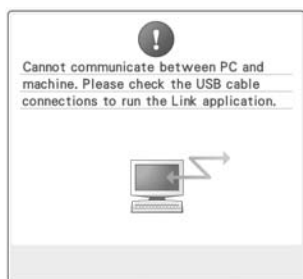 Cannot communicate between PC and
machine. Please check the USB cable
connections to run the Link application.